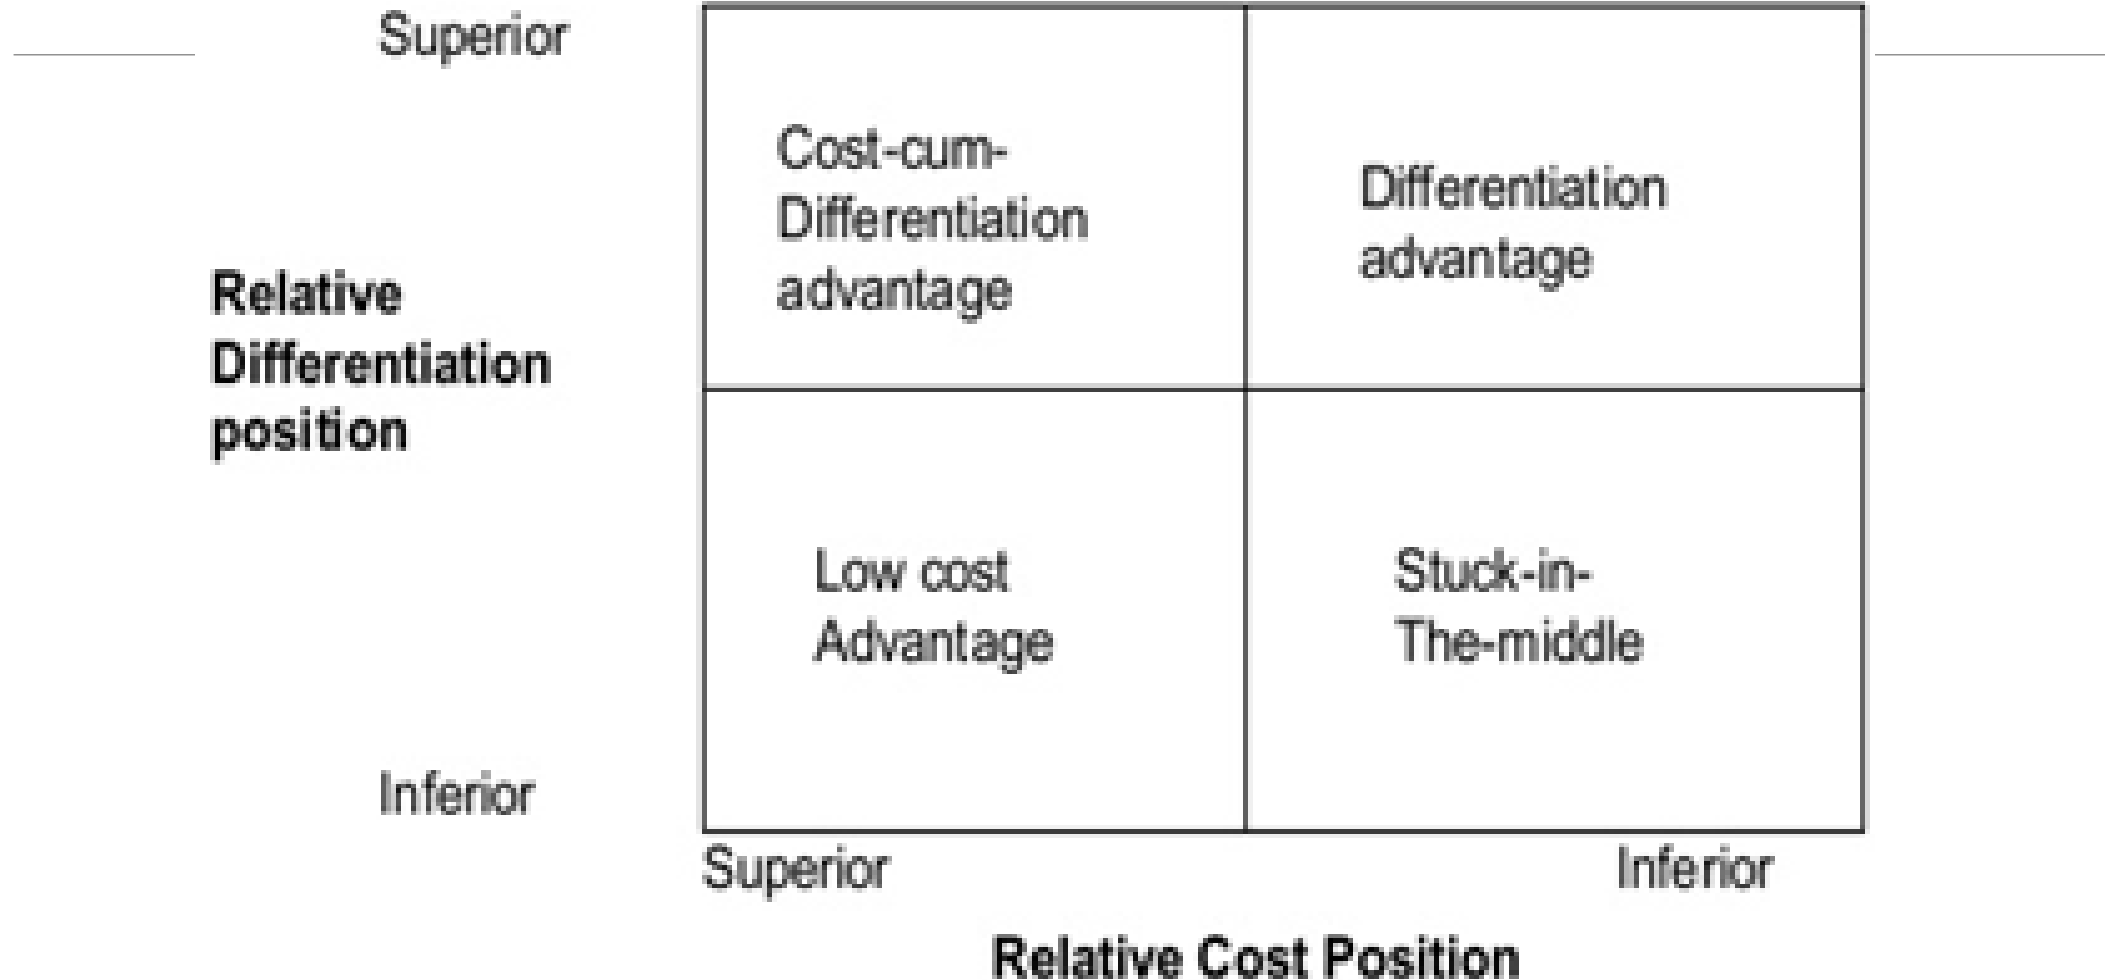 Superior
Cost-cum-
Differentiation
advantage
Differentiation
advantage
Relative
Differentiation
position
Low cost
Advantage
Stuck-in-
The-middle
Inferior
Superior
Inferior
Relative Cost Position